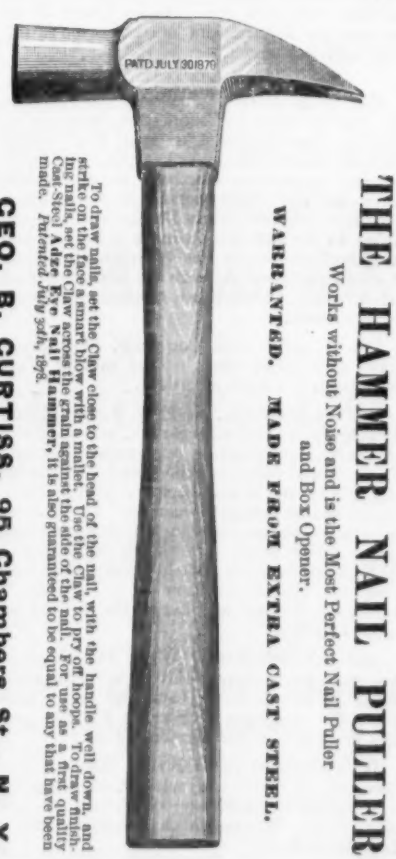 THE HAMMER NAIL PULLER
Works without Noise and is the Most Perfect Nail Puller
and Box Opener.
WARRANTED. MADE FROM EXTRA CAST STEEL.
PATD JULY 30 1879
To draw nails, set the Claw close to the head of the nail, with the handle well down, and
strike on the face a smart blow with a mallet. Use the Claw to pry off hoops. To draw finish-
ing nails, set the Claw across the grain against the side of the nail. For use as a first quality
Cast-Steel Adze Eye Nail Hammer, it is also guaranteed to be equal to any that have been
made. Patented July 30th, 1878.
GEO. B. CURTISS, 95 Chambers St., N. Y.